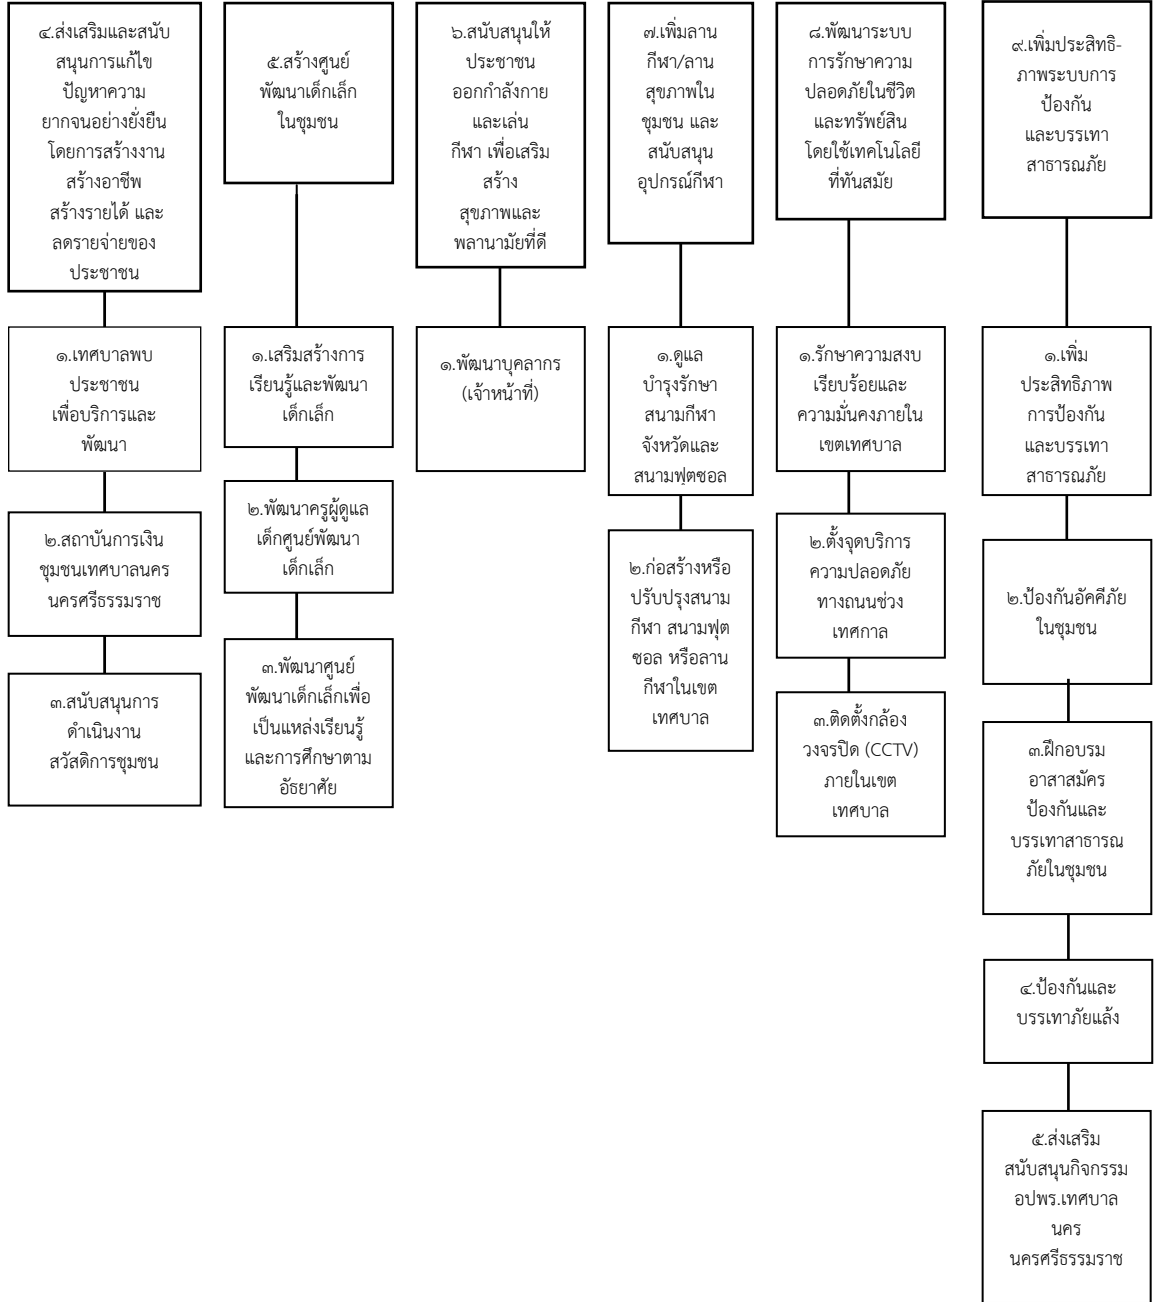 ๔.ส่งเสริมและสนับ
สนุนการแก้ไข
ปัญหาความ
ยากจนอย่างยั่งยืน
โดยการสร้างงาน
สร้างอาชีพ
สร้างรายได้ และ
ลดรายจ่ายของ
ประชาชน
๑.เทศบาลพบ
ประชาชน
เพื่อบริการและ
พัฒนา
๒.สถาบันการเงิน
ชุมชนเทศบาลนคร
นครศรีธรรมราช
๓.สนับสนุนการ
ดำเนินงาน
สวัสดิการชุมชน
๕.สร้างศูนย์
พัฒนาเด็กเล็ก
ในชุมชน
๑.เสริมสร้างการ
เรียนรู้และพัฒนา
เด็กเล็ก
๒.พัฒนาครูผู้ดูแล
เด็กศูนย์พัฒนา
เด็กเล็ก
๓.พัฒนาศูนย์
พัฒนาเด็กเล็กเพื่อ
เป็นแหล่งเรียนรู้
และการศึกษาตาม
อัธยาศัย
๖.สนับสนุนให้
ประชาชน
ออกกำลังกาย
และเล่น
กีฬา เพื่อเสริม
สร้าง
สุขภาพและ
พลานามัยที่ดี
๑.พัฒนาบุคลากร
(เจ้าหน้าที่)
๗.เพิ่มลาน
กีฬา/ลาน
สุขภาพใน
ชุมชน และ
สนับสนุน
อุปกรณ์กีฬา
๑.ดูแล
บำรุงรักษา
สนามกีฬา
จังหวัดและ
สนามฟุตซอล
๒.ก่อสร้างหรือ
ปรับปรุงสนาม
กีฬา สนามฟุต
ซอล หรือลาน
กีฬาในเขต
เทศบาล
๘.พัฒนาระบบ
การรักษาความ
ปลอดภัยในชีวิต
และทรัพย์สิน
โดยใช้เทคโนโลยี
ที่ทันสมัย
๑.รักษาความสงบ
เรียบร้อยและ
ความมั่นคงภายใน
เขตเทศบาล
๒.ตั้งจุดบริการ
ความปลอดภัย
ทางถนนช่วง
เทศกาล
๓.ติดตั้งกล้อง
วงจรปิด (CCTV)
ภายในเขต
เทศบาล
๙.เพิ่มประสิทธิ-
ภาพระบบการ
ป้องกัน
และบรรเทา
สาธารณภัย
๑.เพิ่ม
ประสิทธิภาพ
การป้องกัน
และบรรเทา
สาธารณภัย
๒.ป้องกันอัคคีภัย
ในชุมชน
๓.ฝึกอบรม
อาสาสมัคร
ป้องกันและ
บรรเทาสาธารณ
ภัยในชุมชน
๔.ป้องกันและ
บรรเทาภัยแล้ง
๕.ส่งเสริม
สนับสนุนกิจกรรม
อปพร.เทศบาล
นคร
นครศรีธรรมราช